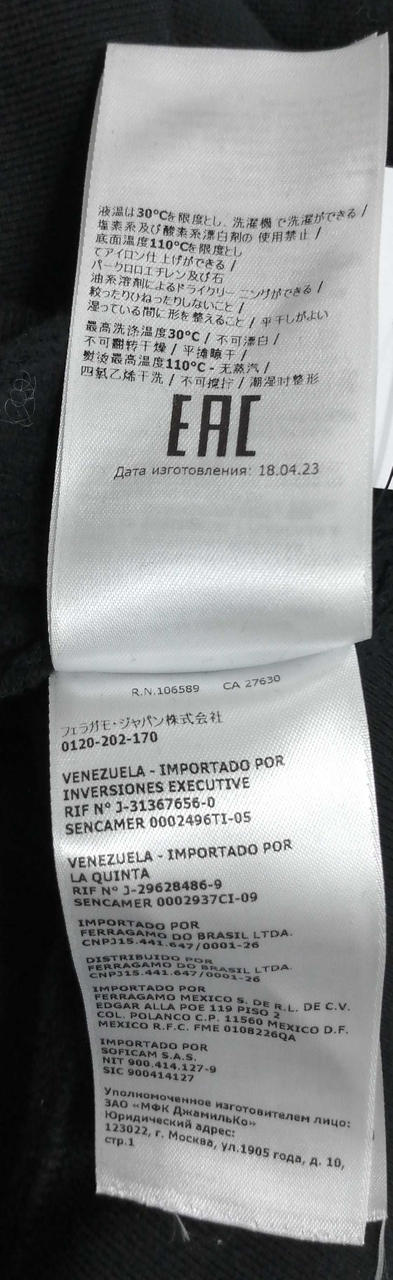 液温は30°Cを限度とし、洗濯機で洗濯ができる /
塩素系及び酸素系漂白剤の 使用禁止 /
底面温度110°Cを限度とし
てアイロン仕上げができる /
パークロロエチレン及び石
油系溶剤によるドライクリーニングができる /
絞ったりひねったりしないこと /
湿っている間に形を整えること / 平干しがよい
最高洗涤温度30°C / 不可漂白 /
不可翻转干燥 / 平摊晾干 /
熨烫最高温度110°C - 无蒸汽 /
四氯乙烯干洗 / 不可搅拧 / 潮湿时整形
EAC
Дата изготовления: 18.04.23
R.N.106589 CA 27630
フェラガモ・ジャパン株式会社
0120-202-170
VENEZUELA - IMPORTADO POR
INVERSIONES EXECUTIVE
RIF Nº J-31367656-0
SENCAMER 0002496TI-05
VENEZUELA - IMPORTADO POR
LA QUINTA
RIF Nº J-29628486-9
SENCAMER 0002937CI-09
IMPORTADO POR
FERRAGAMO DO BRASIL LTDA.
CNPJ15.441.647/0001-26
DISTRIBUIDO POR
FERRAGAMO DO BRASIL LTDA.
CNPJ15.441.647/0001-26
IMPORTADO POR
FERRAGAMO MEXICO S. DE R.L. DE C.V.
EDGAR ALLA POE 119 PISO 2
COL. POLANCO C.P. 11560 MEXICO D.F.
MEXICO R.F.C. FME 0108226QA
IMPORTADO POR
SOFICAM S.A.S.
NIT 900.414.127-9
SIC 900414127
Уполномоченное изготовителем лицо:
ЗАО «МФК ДжамильКо»
Юридический адрес:
123022, г. Москва, ул.1905 года, д. 10,
стр.1